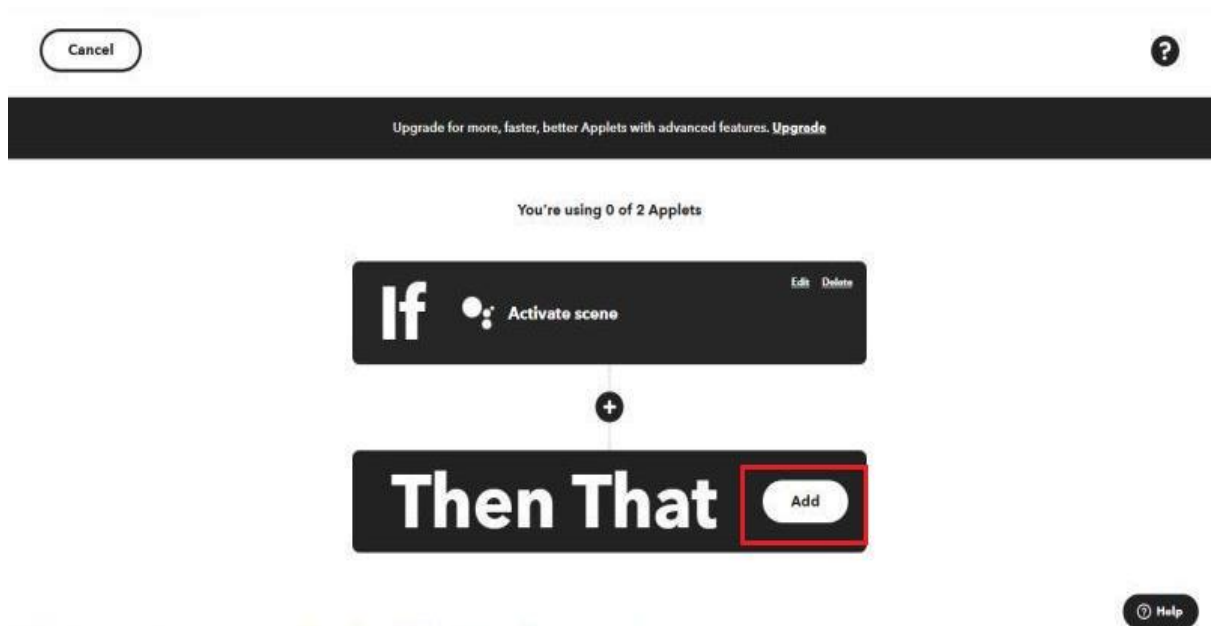 Cancel
?
Upgrade for more, faster, better Applets with advanced features. Upgrade
You're using 0 of 2 Applets
If Activate scene Edit Delete
+
Then That Add
? Help